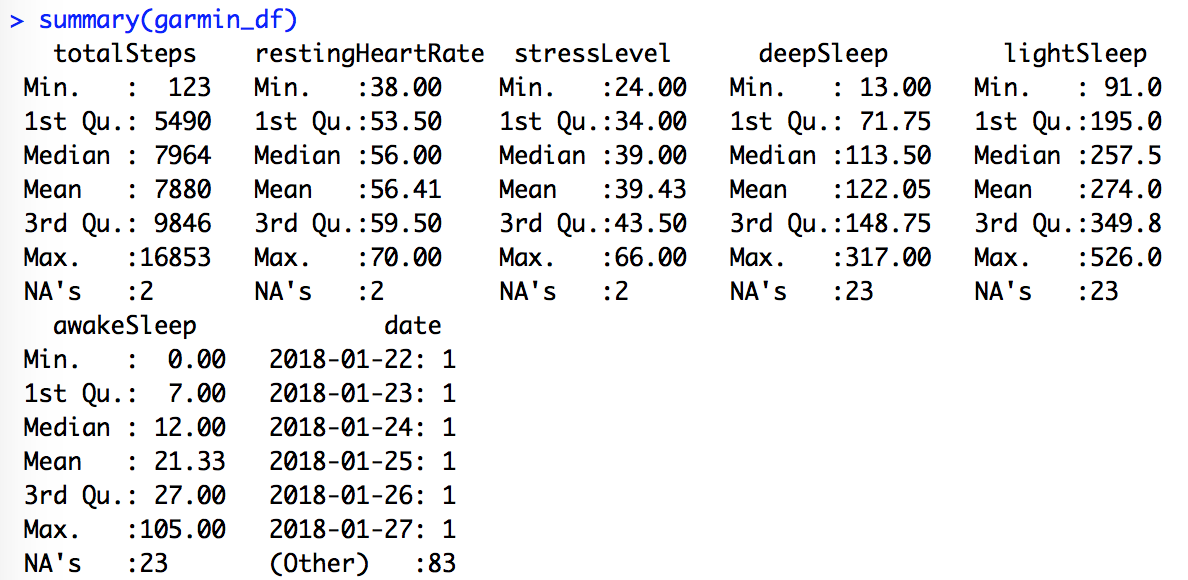 > summary(garmin_df)
   totalSteps    restingHeartRate  stressLevel      deepSleep        lightSleep
 Min.   :  123   Min.   :38.00    Min.   :24.00   Min.   : 13.00   Min.   : 91.0
 1st Qu.: 5490   1st Qu.:53.50    1st Qu.:34.00   1st Qu.: 71.75   1st Qu.:195.0
 Median : 7964   Median :56.00    Median :39.00   Median :113.50   Median :257.5
 Mean   : 7880   Mean   :56.41    Mean   :39.43   Mean   :122.05   Mean   :274.0
 3rd Qu.: 9846   3rd Qu.:59.50    3rd Qu.:43.50   3rd Qu.:148.75   3rd Qu.:349.8
 Max.   :16853   Max.   :70.00    Max.   :66.00   Max.   :317.00   Max.   :526.0
 NA's   :2       NA's   :2        NA's   :2       NA's   :23       NA's   :23
   awakeSleep            date
 Min.   :  0.00   2018-01-22: 1
 1st Qu.:  7.00   2018-01-23: 1
 Median : 12.00   2018-01-24: 1
 Mean   : 21.33   2018-01-25: 1
 3rd Qu.: 27.00   2018-01-26: 1
 Max.   :105.00   2018-01-27: 1
 NA's   :23       (Other)   :83